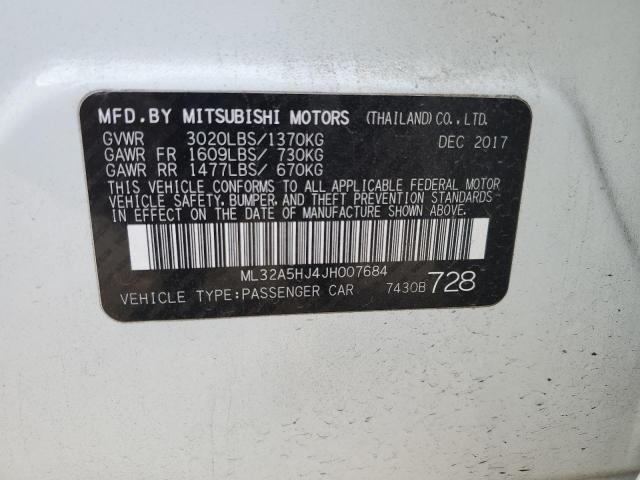 MFD.BY MITSUBISHI MOTORS (THAILAND)CO.,LTD.
GVWR 3020LBS/1370KG DEC 2017
GAWR FR 1609LBS/ 730KG
GAWR RR 1477LBS/ 670KG
THIS VEHICLE CONFORMS TO ALL APPLICABLE FEDERAL MOTOR
VEHICLE SAFETY, BUMPER, AND THEFT PREVENTION STANDARDS
IN EFFECT ON THE DATE OF MANUFACTURE SHOWN ABOVE.
ML32A5HJ4JH007684
VEHICLE TYPE:PASSENGER CAR 7430B 728